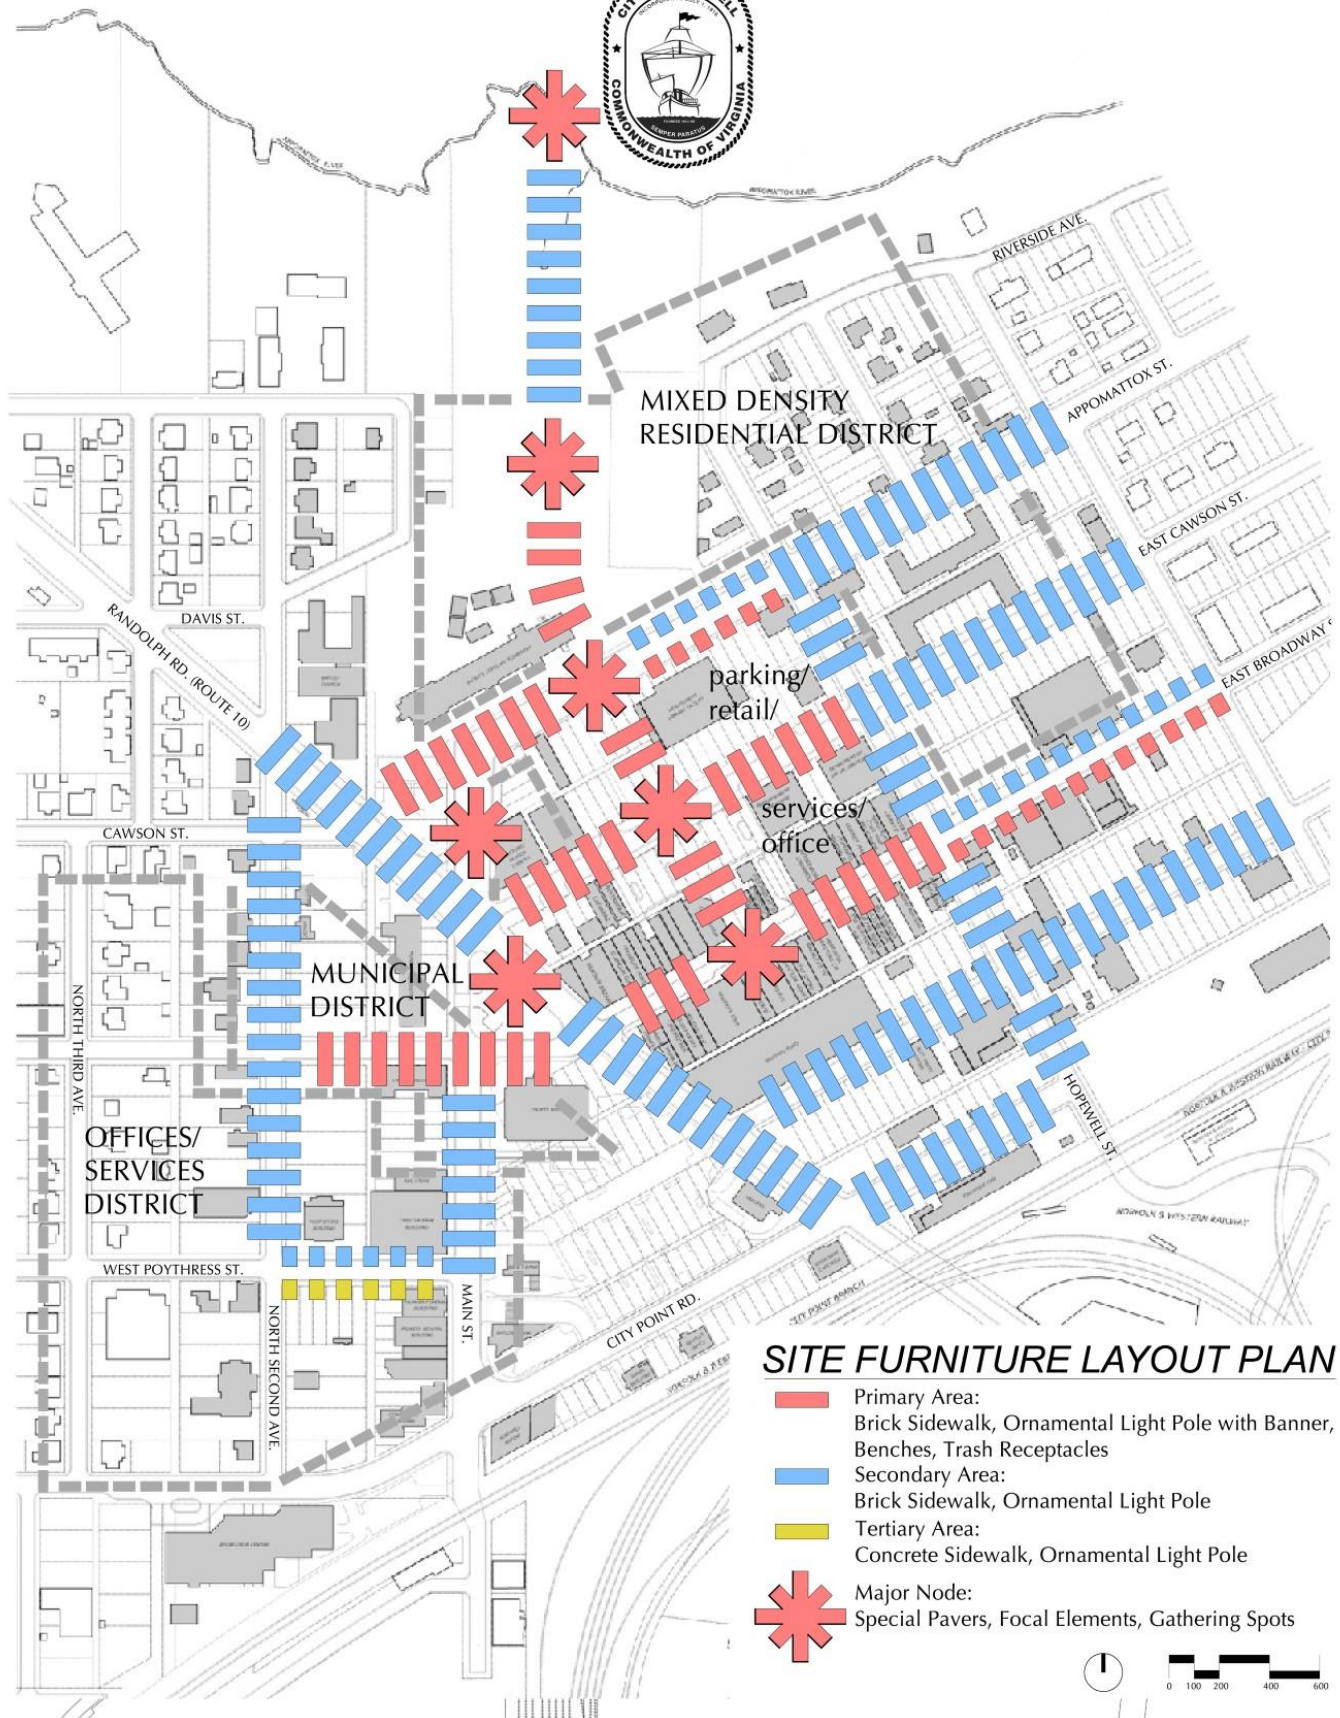 COMMONWEALTH OF VIRGINIA
SEMPER PARATUS
APPOMATTOX RIVER
APPOMATTOX RIVER
RIVERSIDE AVE.
MIXED DENSITY
RESIDENTIAL DISTRICT
APPOMATTOX ST.
EAST CAWSON ST.
DAVIS ST.
RANDOLPH RD. (ROUTE 10)
EAST BROADWAY
parking/
retail/
services/
office
CAWSON ST.
MUNICIPAL
DISTRICT
NORTH THIRD AVE.
OFFICES/
SERVICES
DISTRICT
HOPEWELL ST.
NORFOLK & WESTERN RAILWAY
WEST POYTHRESS ST.
NORTH SECOND AVE.
MAIN ST.
CITY POINT RD.
CITY POINT BRANCH
SITE FURNITURE LAYOUT PLAN
Primary Area:
Brick Sidewalk, Ornamental Light Pole with Banner,
Benches, Trash Receptacles
Secondary Area:
Brick Sidewalk, Ornamental Light Pole
Tertiary Area:
Concrete Sidewalk, Ornamental Light Pole
Major Node:
Special Pavers, Focal Elements, Gathering Spots
0 100 200 400 600